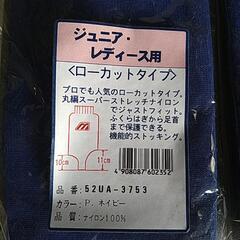 ジュニア・
レディース用
〈ローカットタイプ〉
プロでも人気のローカットタイプ。
丸編スーパーストレッチナイロン
でジャストフィット。
ふくらはぎから足首
まで保護できる。
機能的ストッキング。
10cm
11cm
4908087602352
品番:52UA-3753
カラー:P.ネイビー
品質:ナイロン100%